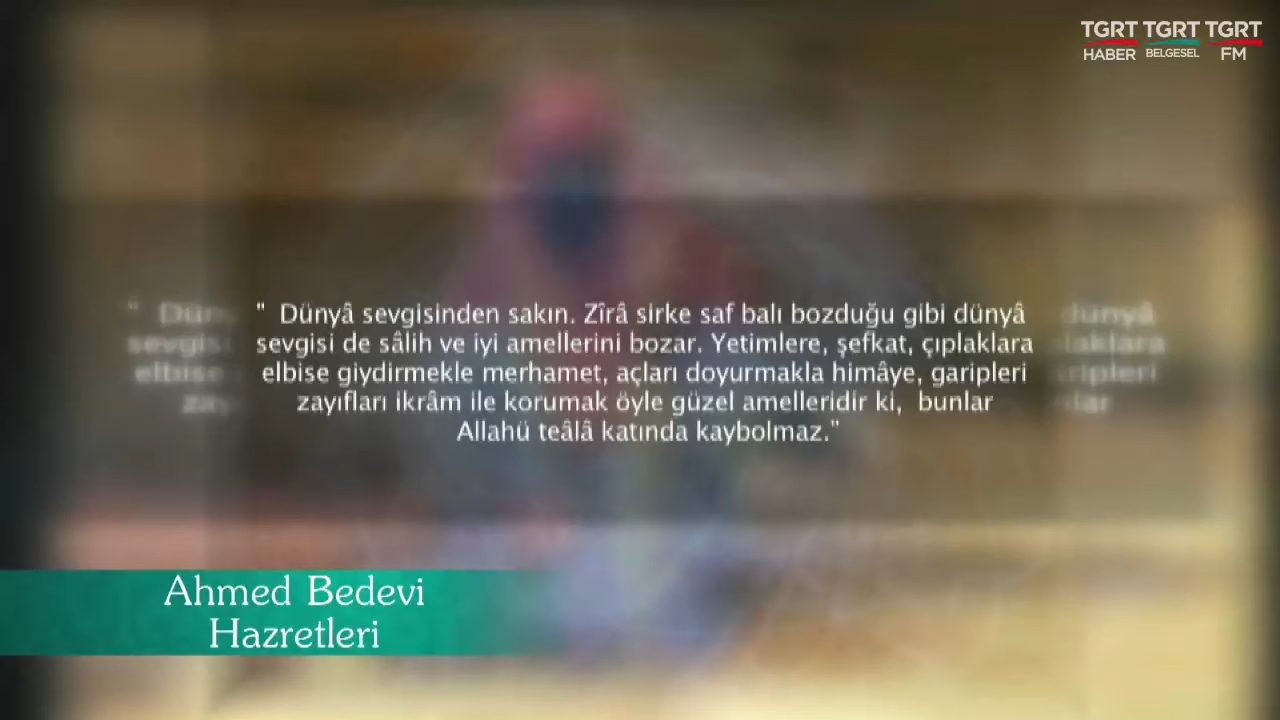 TGRT TGRT TGRT
HABER BELGESEL FM
" Dünyâ sevgisinden sakın. Zîrâ sirke saf balı bozduğu gibi dünyâ
sevgisi de sâlih ve iyi amellerini bozar. Yetimlere, şefkat, çıplaklara
elbise giydirmekle merhamet, açları doyurmakla himâye, garipleri
zayıfları ikrâm ile korumak öyle güzel amelleridir ki, bunlar
Allahü teâlâ katında kaybolmaz."
Ahmed Bedevi
Hazretleri